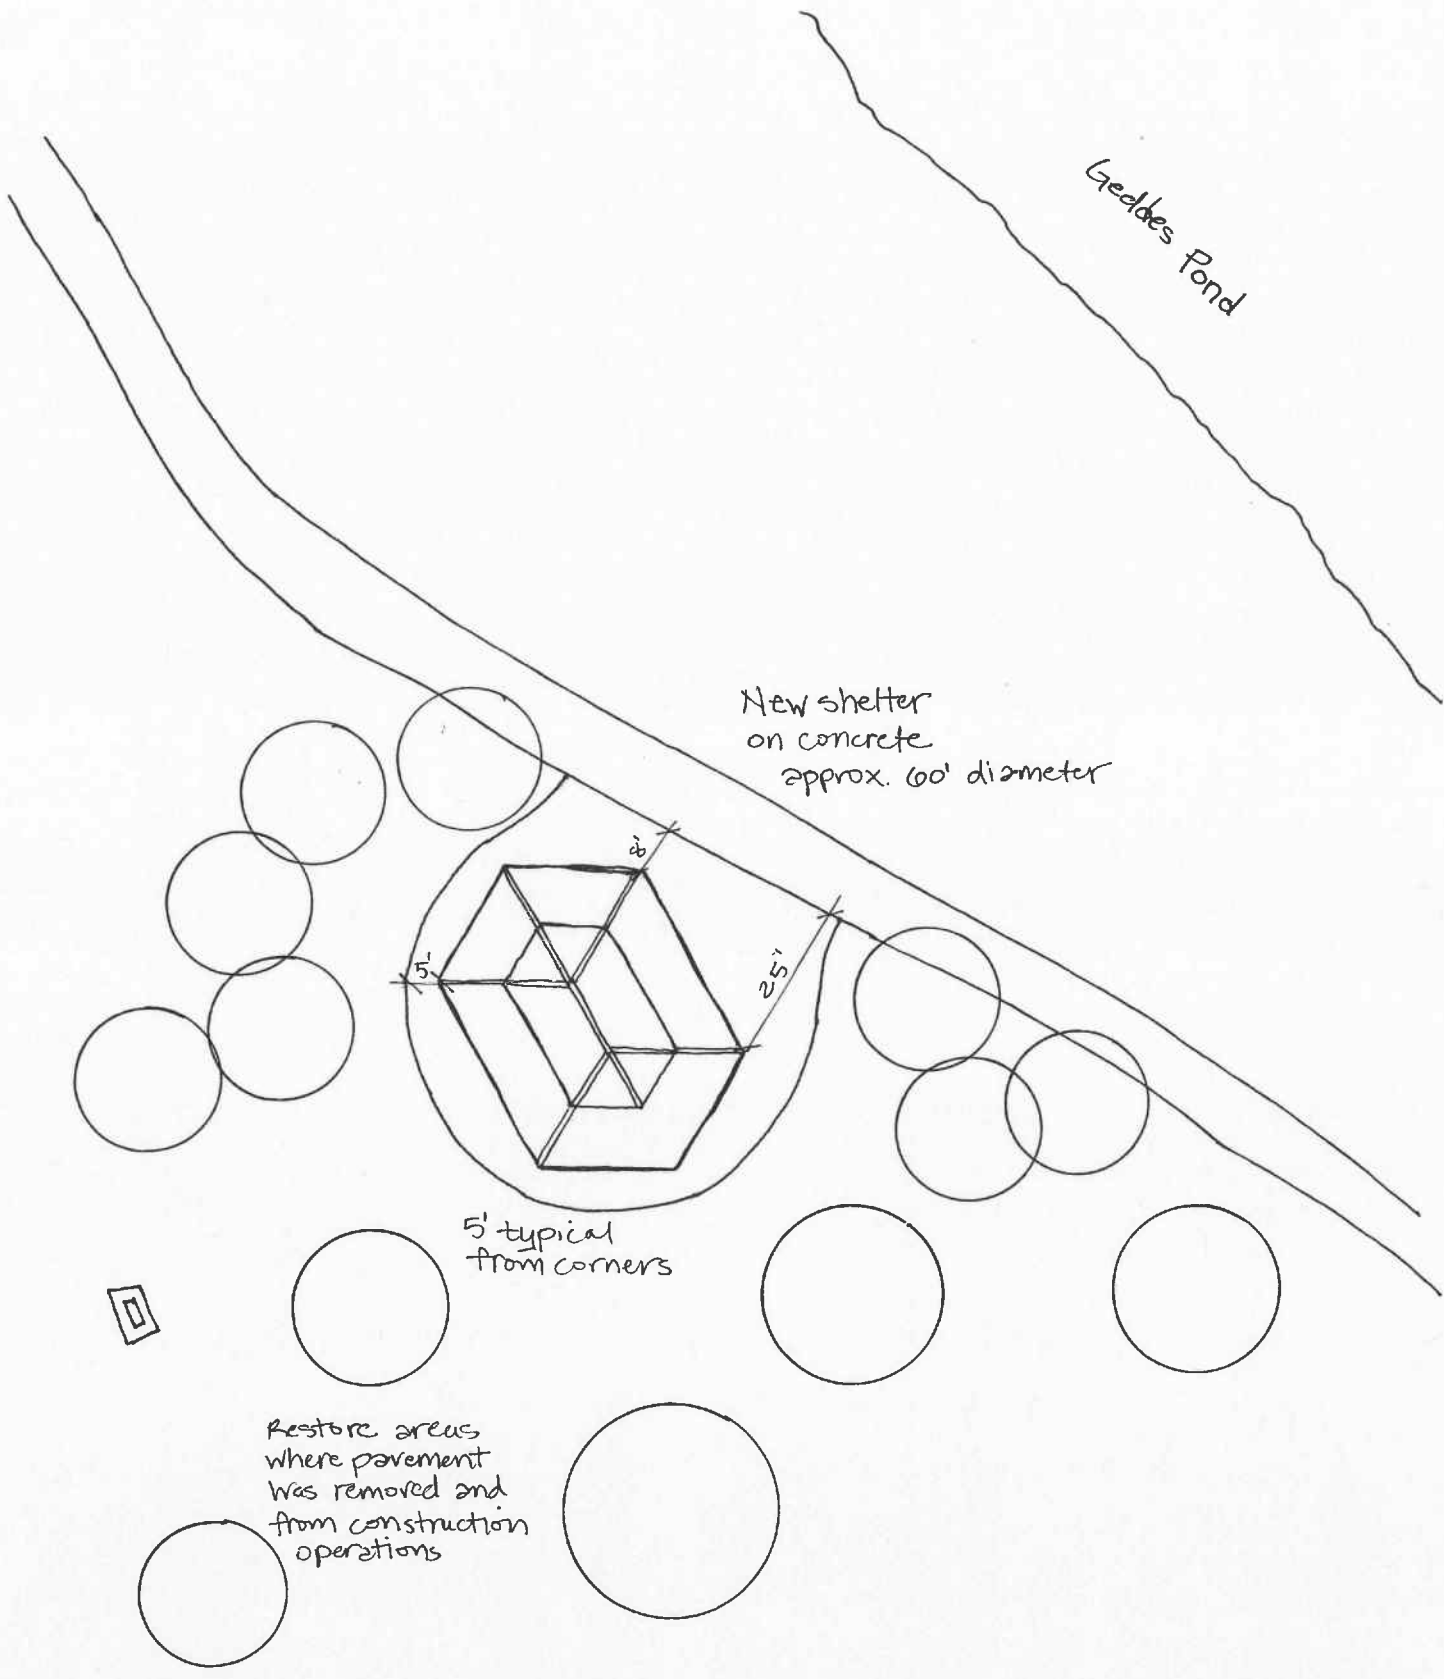 Geddes Pond
New shelter
on concrete
approx. 60' diameter
8'
5'
25'
5' typical
from corners
Restore areas
where pavement
was removed and
from construction
operations